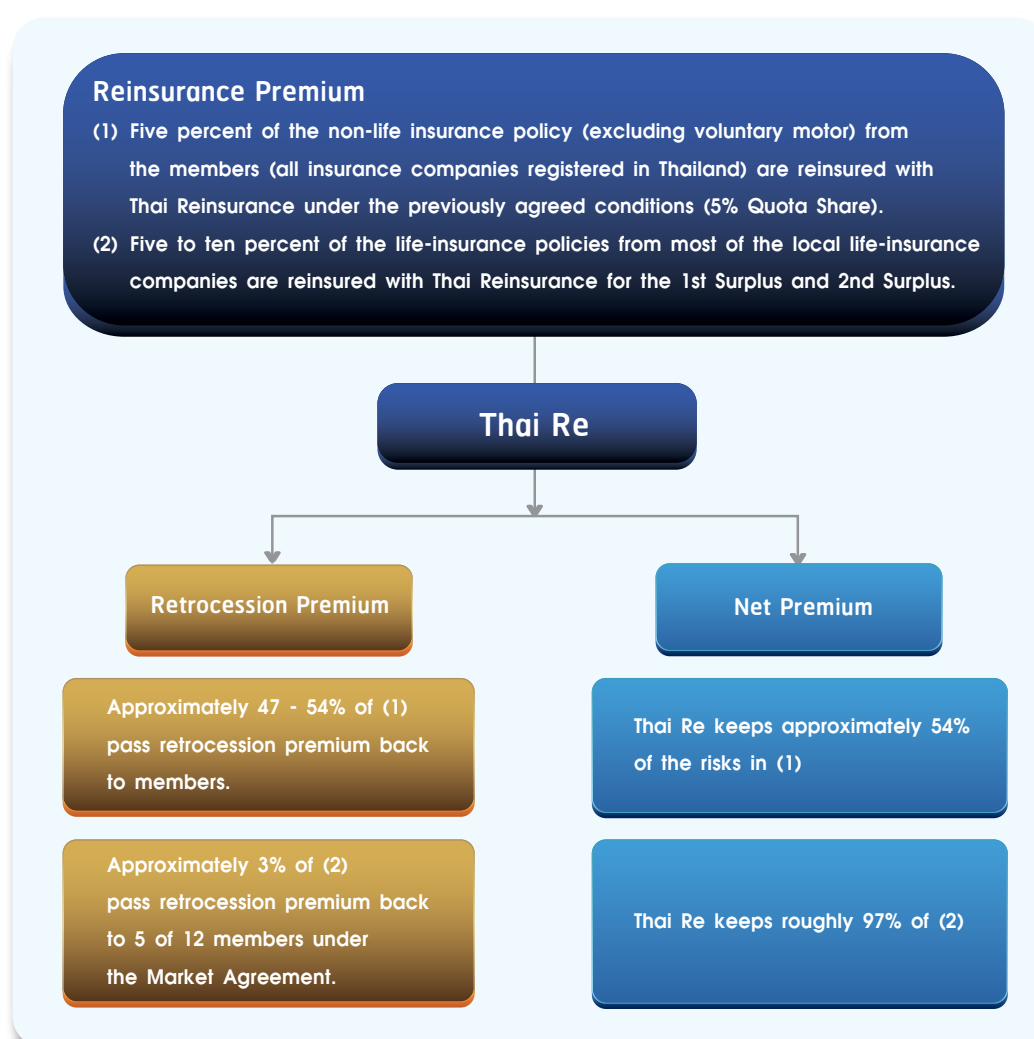 Reinsurance Premium
(1) Five percent of the non-life insurance policy (excluding voluntary motor) from
the members (all insurance companies registered in Thailand) are reinsured with
Thai Reinsurance under the previously agreed conditions (5% Quota Share).
(2) Five to ten percent of the life-insurance policies from most of the local life-insurance
companies are reinsured with Thai Reinsurance for the 1st Surplus and 2nd Surplus.
Thai Re
Retrocession Premium
Net Premium
Approximately 47 - 54% of (1)
pass retrocession premium back
to members.
Thai Re keeps approximately 54%
of the risks in (1)
Approximately 3% of (2)
pass retrocession premium back
to 5 of 12 members under
the Market Agreement.
Thai Re keeps roughly 97% of (2)